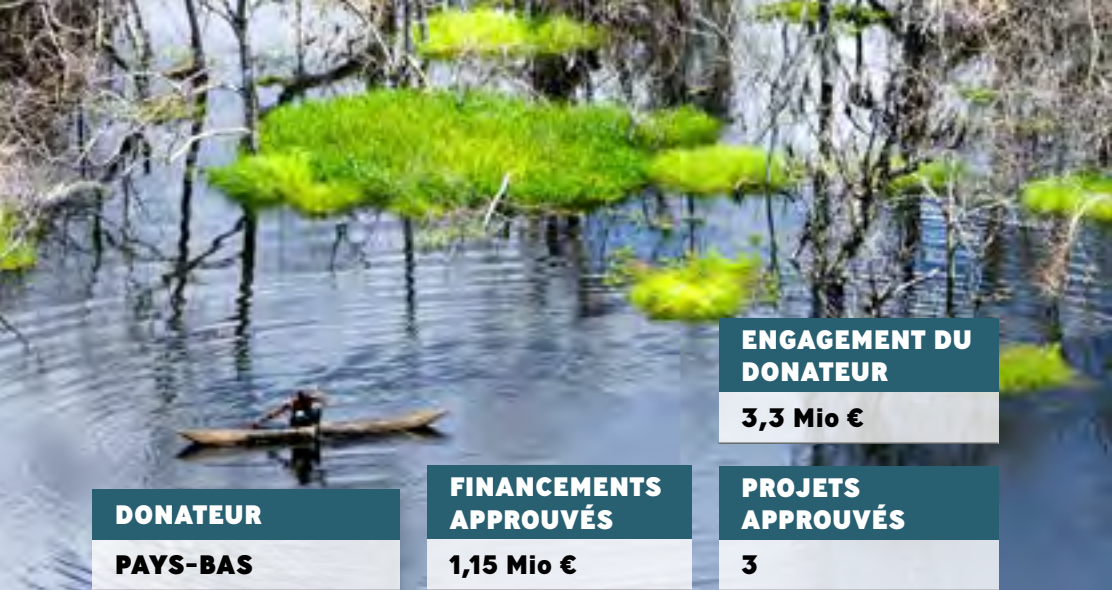 ENGAGEMENT DU
DONATEUR
3,3 Mio €
DONATEUR
PAYS-BAS
FINANCEMENTS
APPROUVÉS
1,15 Mio €
PROJETS
APPROUVÉS
3